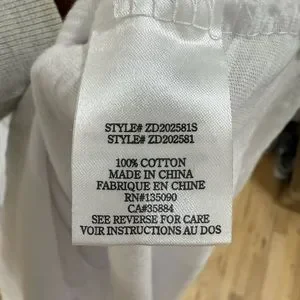 STYLE# ZD202581S
STYLE# ZD202581
100% COTTON
MADE IN CHINA
FABRIQUE EN CHINE
RN#135090
CA#35884
SEE REVERSE FOR CARE
VOIR INSTRUCTIONS AU DOS